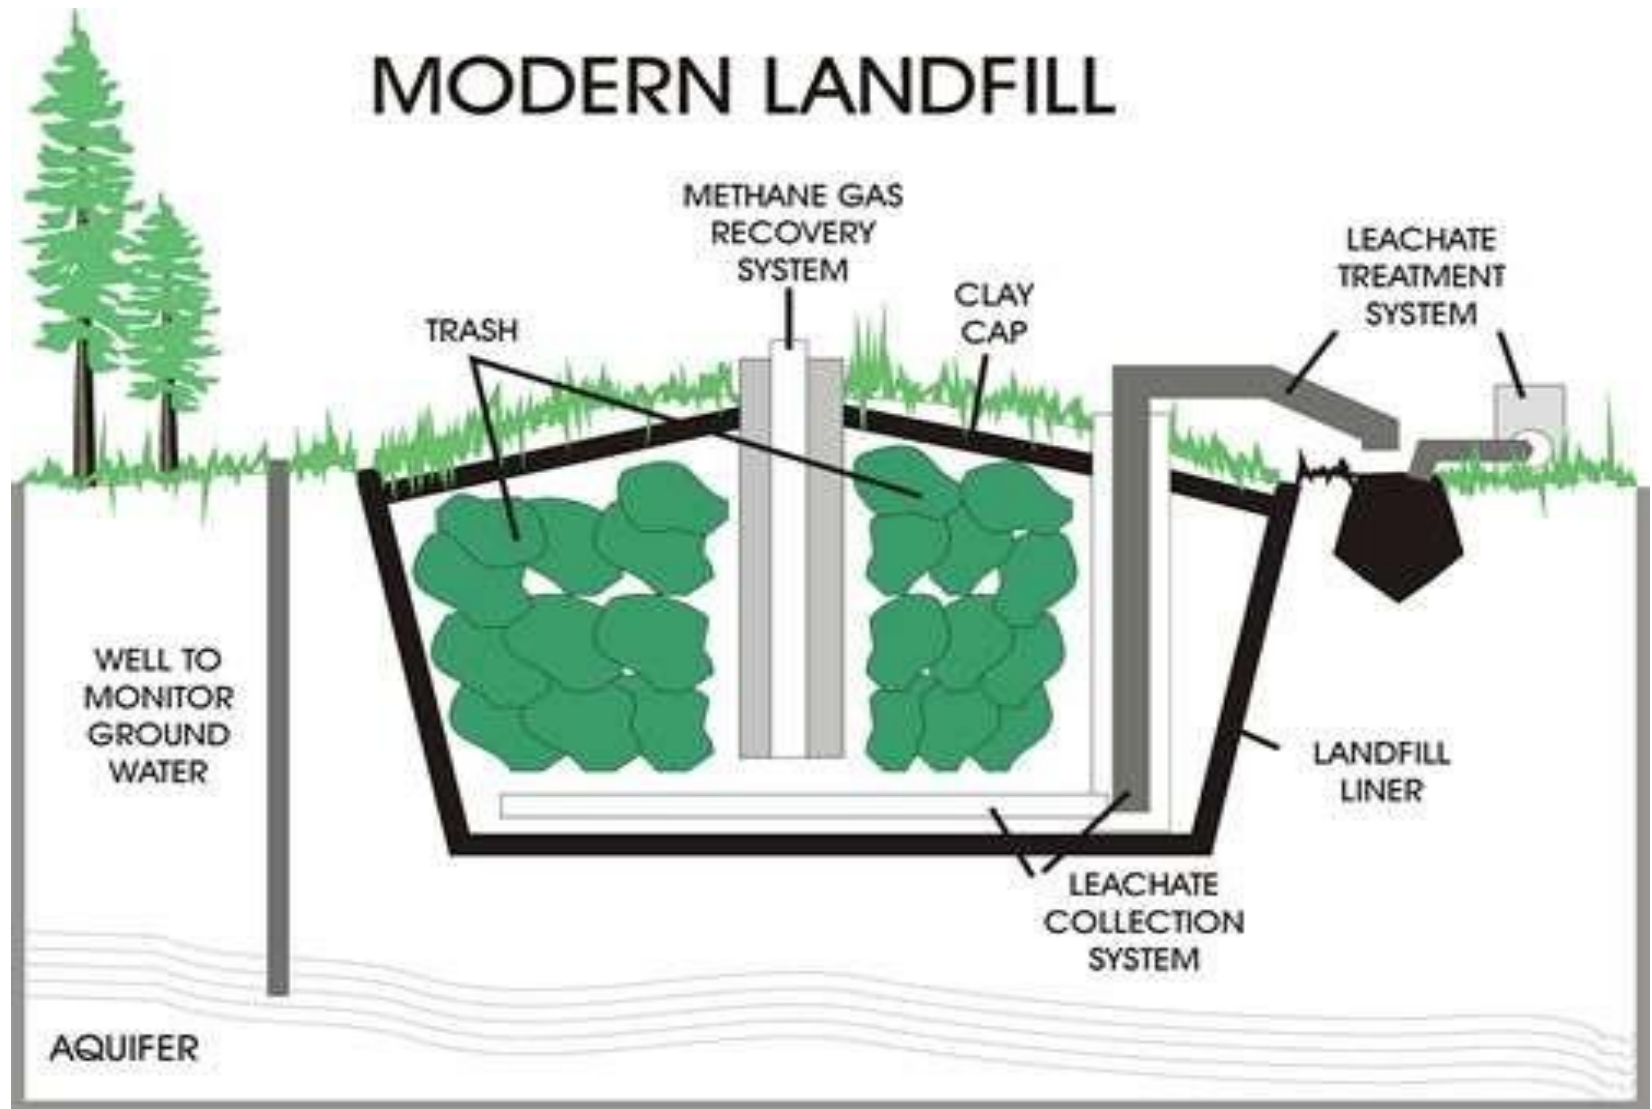 MODERN LANDFILL
METHANE GAS
RECOVERY
SYSTEM
LEACHATE
TREATMENT
SYSTEM
CLAY
CAP
TRASH
WELL TO
MONITOR
GROUND
WATER
LANDFILL
LINER
LEACHATE
COLLECTION
SYSTEM
AQUIFER